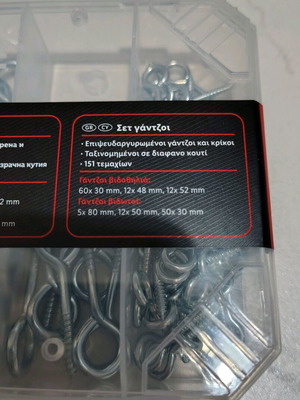 рена и
зрачна кутия
2 mm
mm
GR CY Σετ γάντζοι
• Επιψευδαργυρωμένοι γάντζοι και κρίκοι
• Ταξινομημένοι σε διαφανο κουτί
• 151 τεμαχίων
Γάντζοι βιδοθηλιά:
60x 30 mm, 12x 48 mm, 12x 52 mm
Γάντζοι βιδωτοί:
5x 80 mm, 12x 50 mm, 50x 30 mm